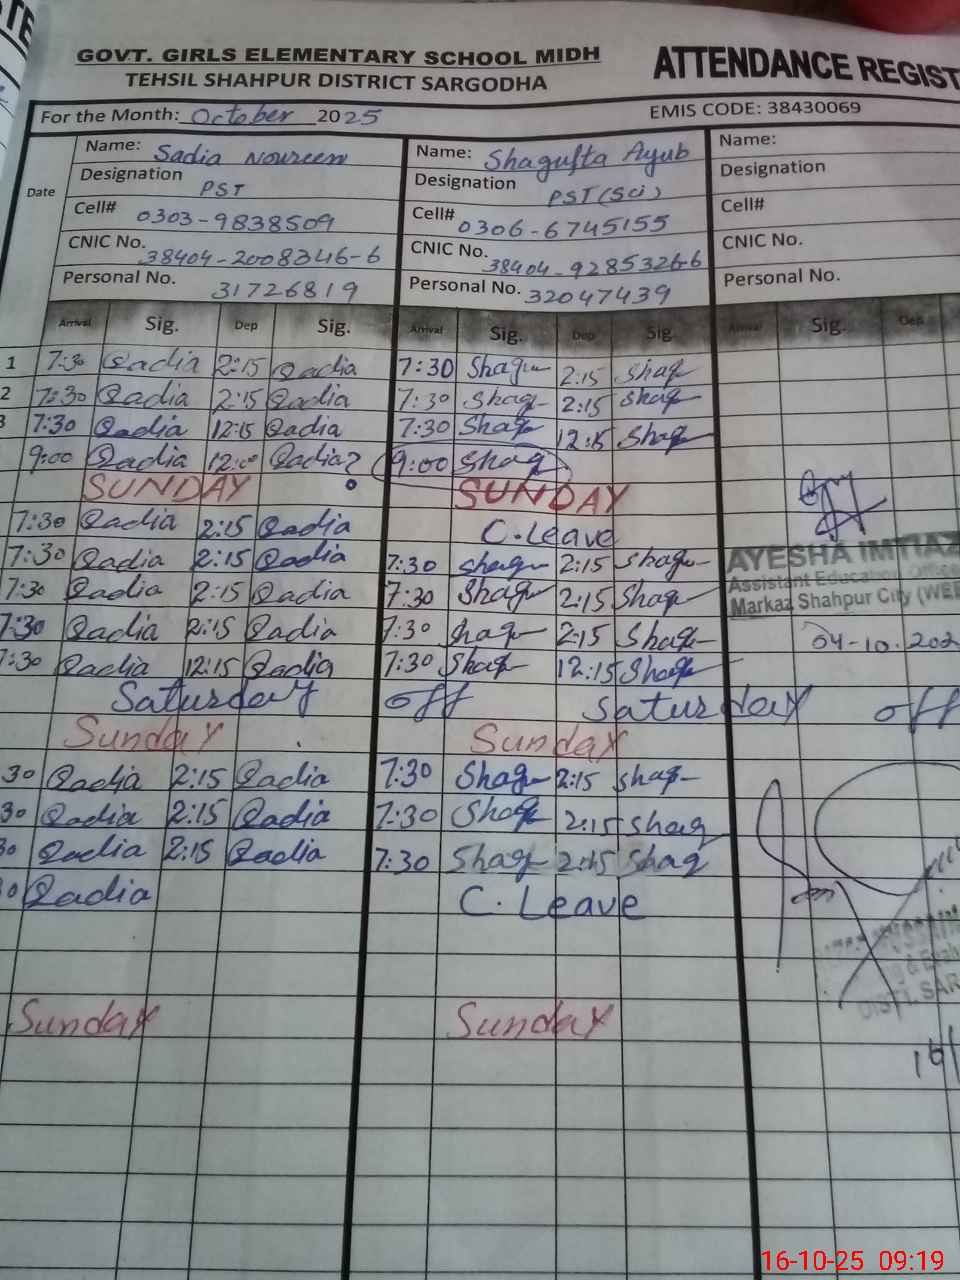 GOVT. GIRLS ELEMENTARY SCHOOL MIDH ATTENDANCE REGIST
TEHSIL SHAHPUR DISTRICT SARGODHA
For the Month: October 2025 EMIS CODE: 38430069
Date
Name: Sadia Noureen Name: Shagufta Ayub Name:
Designation PST Designation PST (Sci) Designation
Cell# 0303-9838509 Cell# 0306-6745155 Cell#
CNIC No. 38404-2008346-6 CNIC No. 38404-9285326-6 CNIC No.
Personal No. 31726819 Personal No. 32047439 Personal No.
Arrival Sig. Dep Sig. Arrival Sig. Dep Sig. Arrival Sig. Dep
1 7:30 Sadia 2:15 Sadia 7:30 Shag 2:15 Shag
2 7:30 Sadia 2:15 Sadia 7:30 Shag 2:15 Shag
3 7:30 Sadia 12:15 Sadia 7:30 Shag 12:15 Shag
9:00 Sadia 12:00 Sadia 9:00 Shag
SUNDAY SUNDAY
7:30 Sadia 2:15 Sadia C.Leave
7:30 Sadia 2:15 Sadia 7:30 Shag 2:15 Shag
AYESHA IMTIAZ
7:30 Sadia 2:15 Sadia 7:30 Shag 2:15 Shag
Assistant Education Officer
Markaz Shahpur City (WEE
7:30 Sadia 2:15 Sadia 7:30 Shag 2:15 Shag
04-10-202
7:30 Sadia 12:15 Sadia 7:30 Shag 12:15 Shag
Saturday off Saturday off
Sunday Sunday
30 Sadia 2:15 Sadia 7:30 Shag 2:15 Shag
30 Sadia 2:15 Sadia 7:30 Shag 2:15 Shag
30 Sadia 2:15 Sadia 7:30 Shag 2:15 Shag
0 Sadia C. Leave
DISTT. SAR
Sunday Sunday
16/
16-10-25 09:19